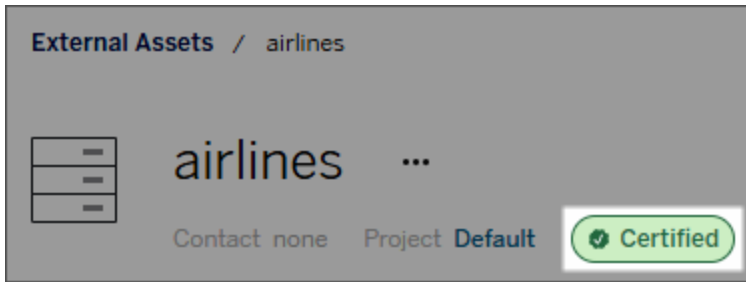 External Assets / airlines
airlines ...
Contact none Project Default Certified